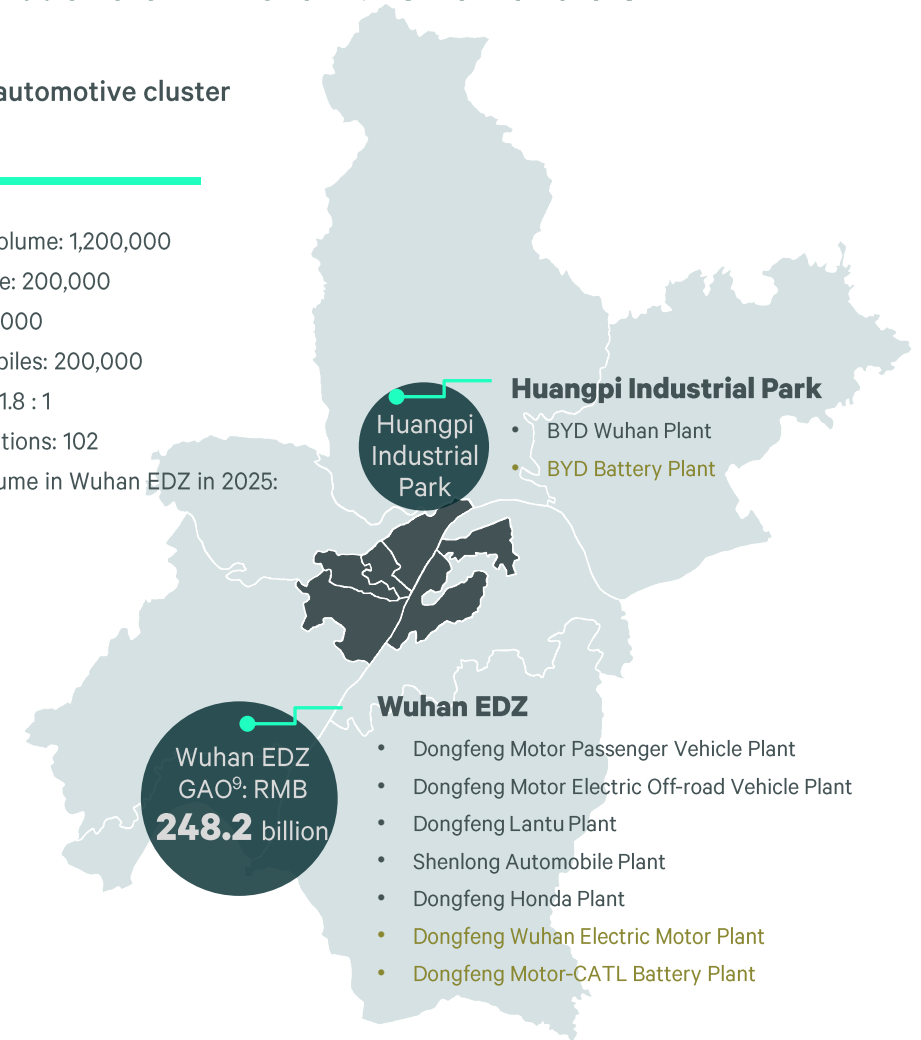 automotive cluster
olume: 1,200,000
e: 200,000
000
biles: 200,000
1.8 : 1
tions: 102
ume in Wuhan EDZ in 2025:
Huangpi
Industrial
Park
Huangpi Industrial Park
• BYD Wuhan Plant
• BYD Battery Plant
Wuhan EDZ
GAO⁹: RMB
248.2 billion
Wuhan EDZ
• Dongfeng Motor Passenger Vehicle Plant
• Dongfeng Motor Electric Off-road Vehicle Plant
• Dongfeng Lantu Plant
• Shenlong Automobile Plant
• Dongfeng Honda Plant
• Dongfeng Wuhan Electric Motor Plant
• Dongfeng Motor-CATL Battery Plant